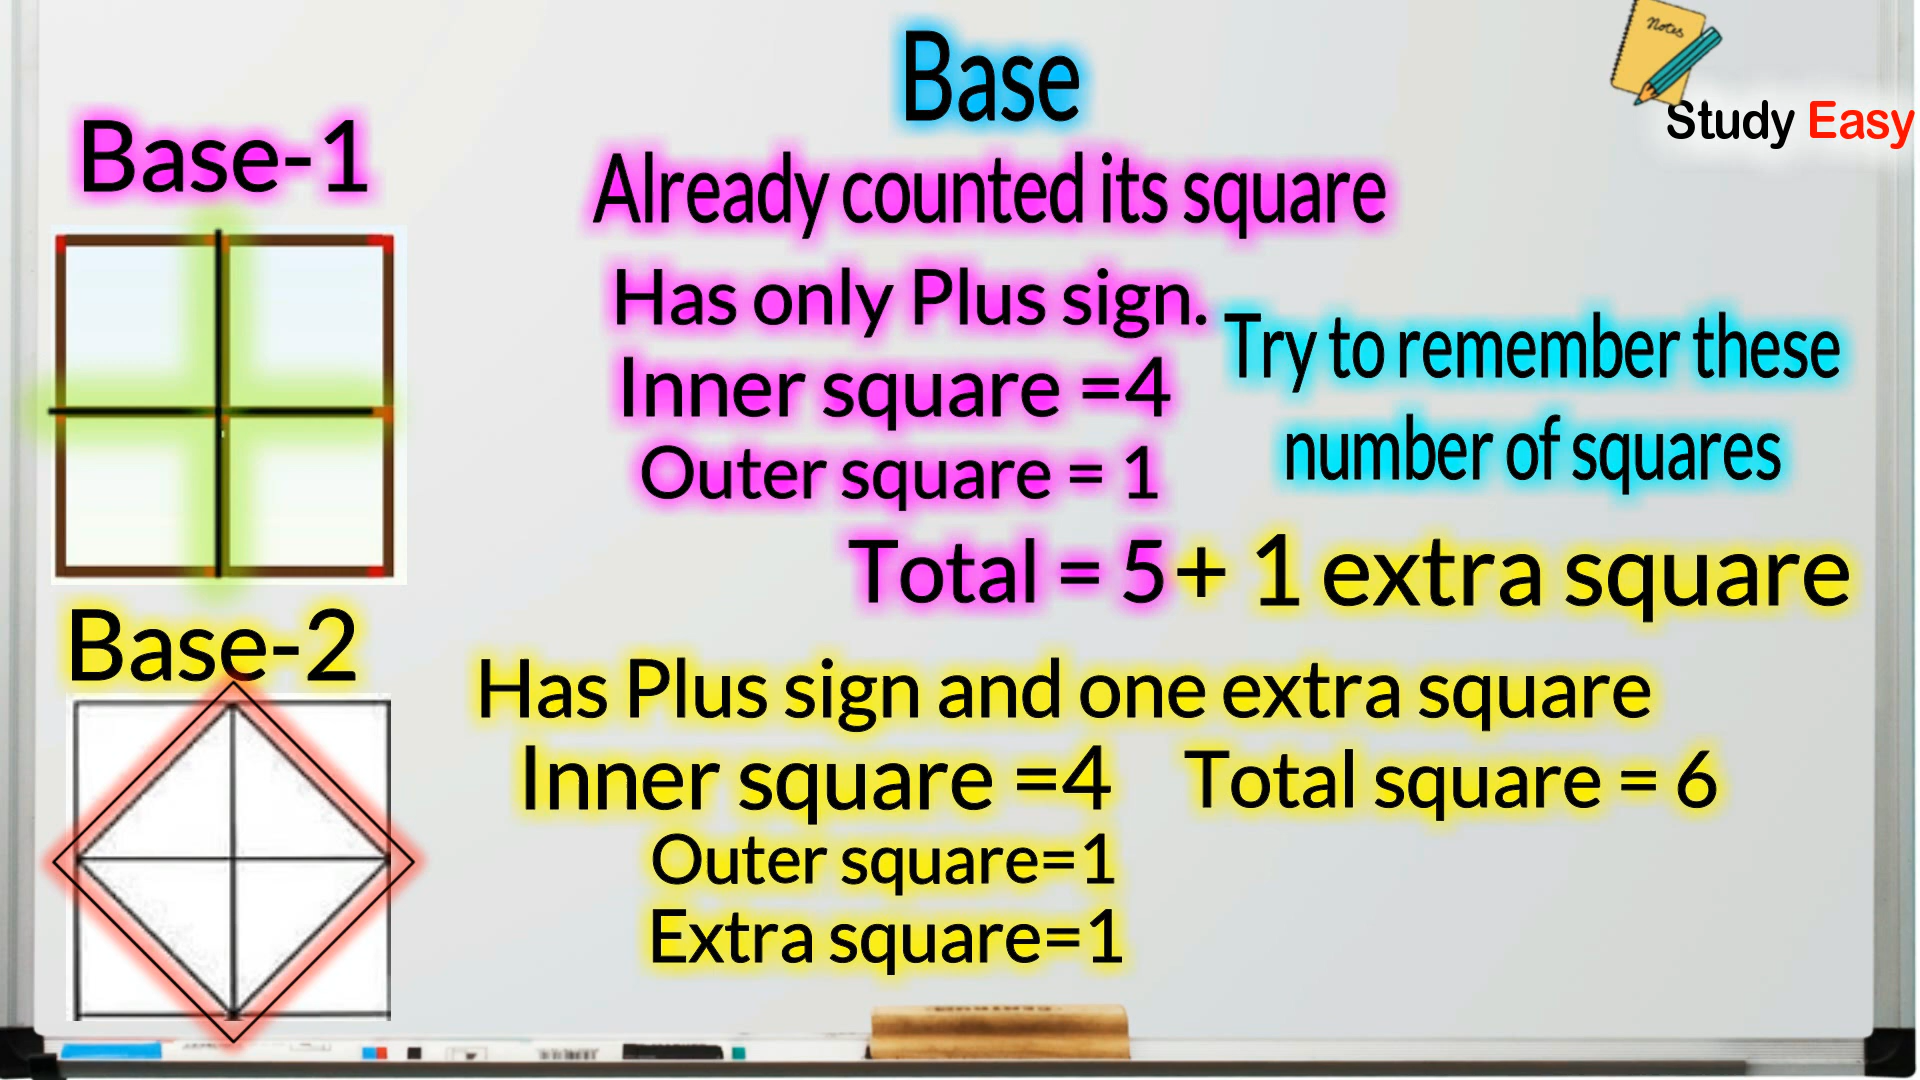 Base
Notes
Study Easy
Base-1
Already counted its square
Has only Plus sign.
Inner square =4
Outer square = 1
Try to remember these
number of squares
Total = 5+ 1 extra square
Base-2
Has Plus sign and one extra square
Inner square =4
Total square = 6
Outer square=1
Extra square=1